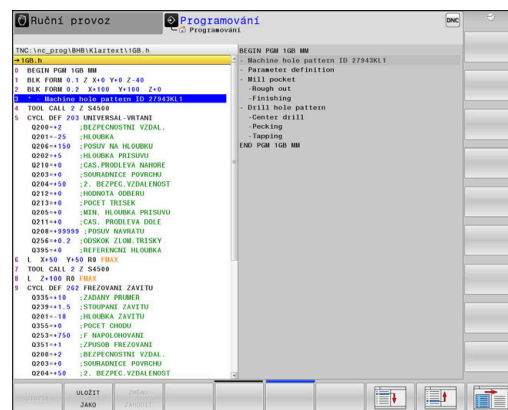 Ruční provoz
Programování
Programování
DNC
TNC:\nc_prog\BHB\Klartext\1GB.h
→1GB.h
0 BEGIN PGM 1GB MM
1 BLK FORM 0.1 Z X+0 Y+0 Z-40
2 BLK FORM 0.2 X+100 Y+100 Z+0
3 * - Machine hole pattern ID 27943KL1
4 TOOL CALL 2 Z S4500
5 CYCL DEF 203 UNIVERSAL-VRTANI
Q200=+2 ;BEZPECNOSTNI VZDAL.
Q201=-25 ;HLOUBKA
Q206=+150 ;POSUV NA HLOUBKU
Q202=+5 ;HLOUBKA PRISUVU
Q210=+0 ;CAS.PRODLEVA NAHORE
Q203=+0 ;SOURADNICE POVRCHU
Q204=+50 ;2. BEZPEC.VZDALENOST
Q212=+0 ;HODNOTA ODBERU
Q213=+0 ;POCET TRISEK
Q205=+0 ;MIN. HLOUBKA PRISUVU
Q211=+0 ;CAS. PRODLEVA DOLE
Q208=+99999 ;POSUV NAVRATU
Q256=+0.2 ;ODSKOK ZLOM.TRISKY
Q395=+0 ;REFERENCNI HLOUBKA
6 L X+50 Y+50 R0 FMAX
7 TOOL CALL 2 Z S4500
8 L Z+100 R0 FMAX
9 CYCL DEF 262 FREZOVANI ZAVITU
Q335=+10 ;ZADANY PRUMER
Q239=+1.5 ;STOUPANI ZAVITU
Q201=-18 ;HLOUBKA ZAVITU
Q355=+0 ;POCET CHODU
Q253=+750 ;F NAPOLOHOVANI
Q351=+1 ;ZPUSOB FREZOVANI
Q200=+2 ;BEZPECNOSTNI VZDAL.
Q203=+0 ;SOURADNICE POVRCHU
Q204=+50 ;2. BEZPEC.VZDALENOST
BEGIN PGM 1GB MM
- Machine hole pattern ID 27943KL1
- Parameter definition
- Mill pocket
-Rough out
-Finishing
- Drill hole pattern
-Center drill
-Pecking
-Tapping
END PGM 1GB MM
ULOŽIT
JAKO